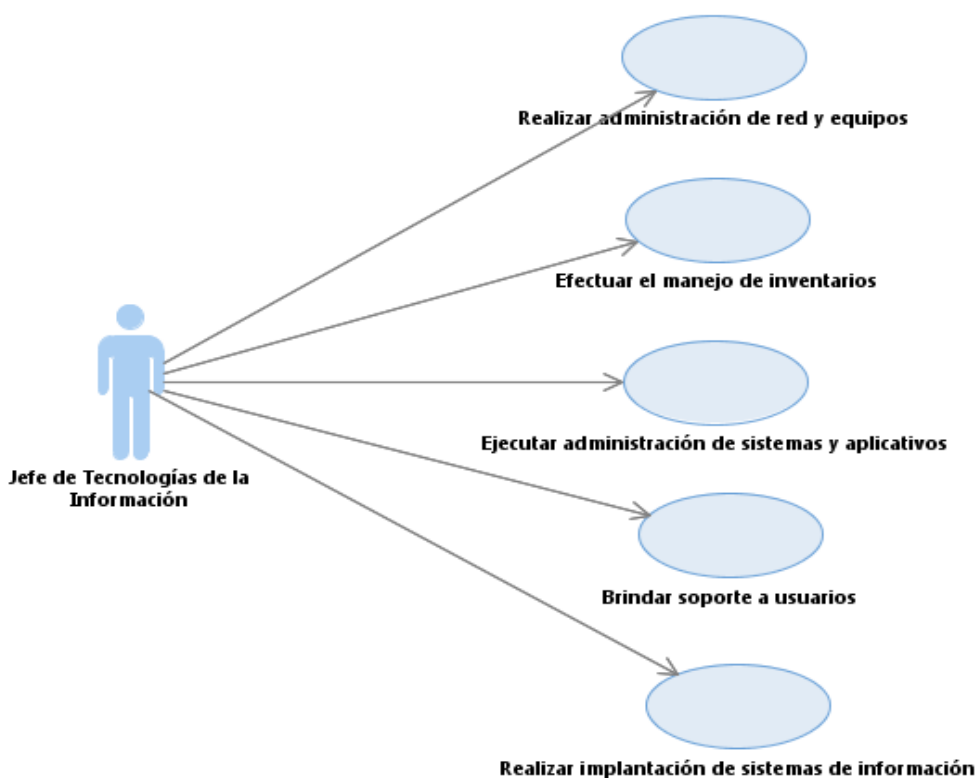 Realizar administración de red y equipos
Efectuar el manejo de inventarios
Ejecutar administración de sistemas y aplicativos
Jefe de Tecnologías de la
Información
Brindar soporte a usuarios
Realizar implantación de sistemas de información